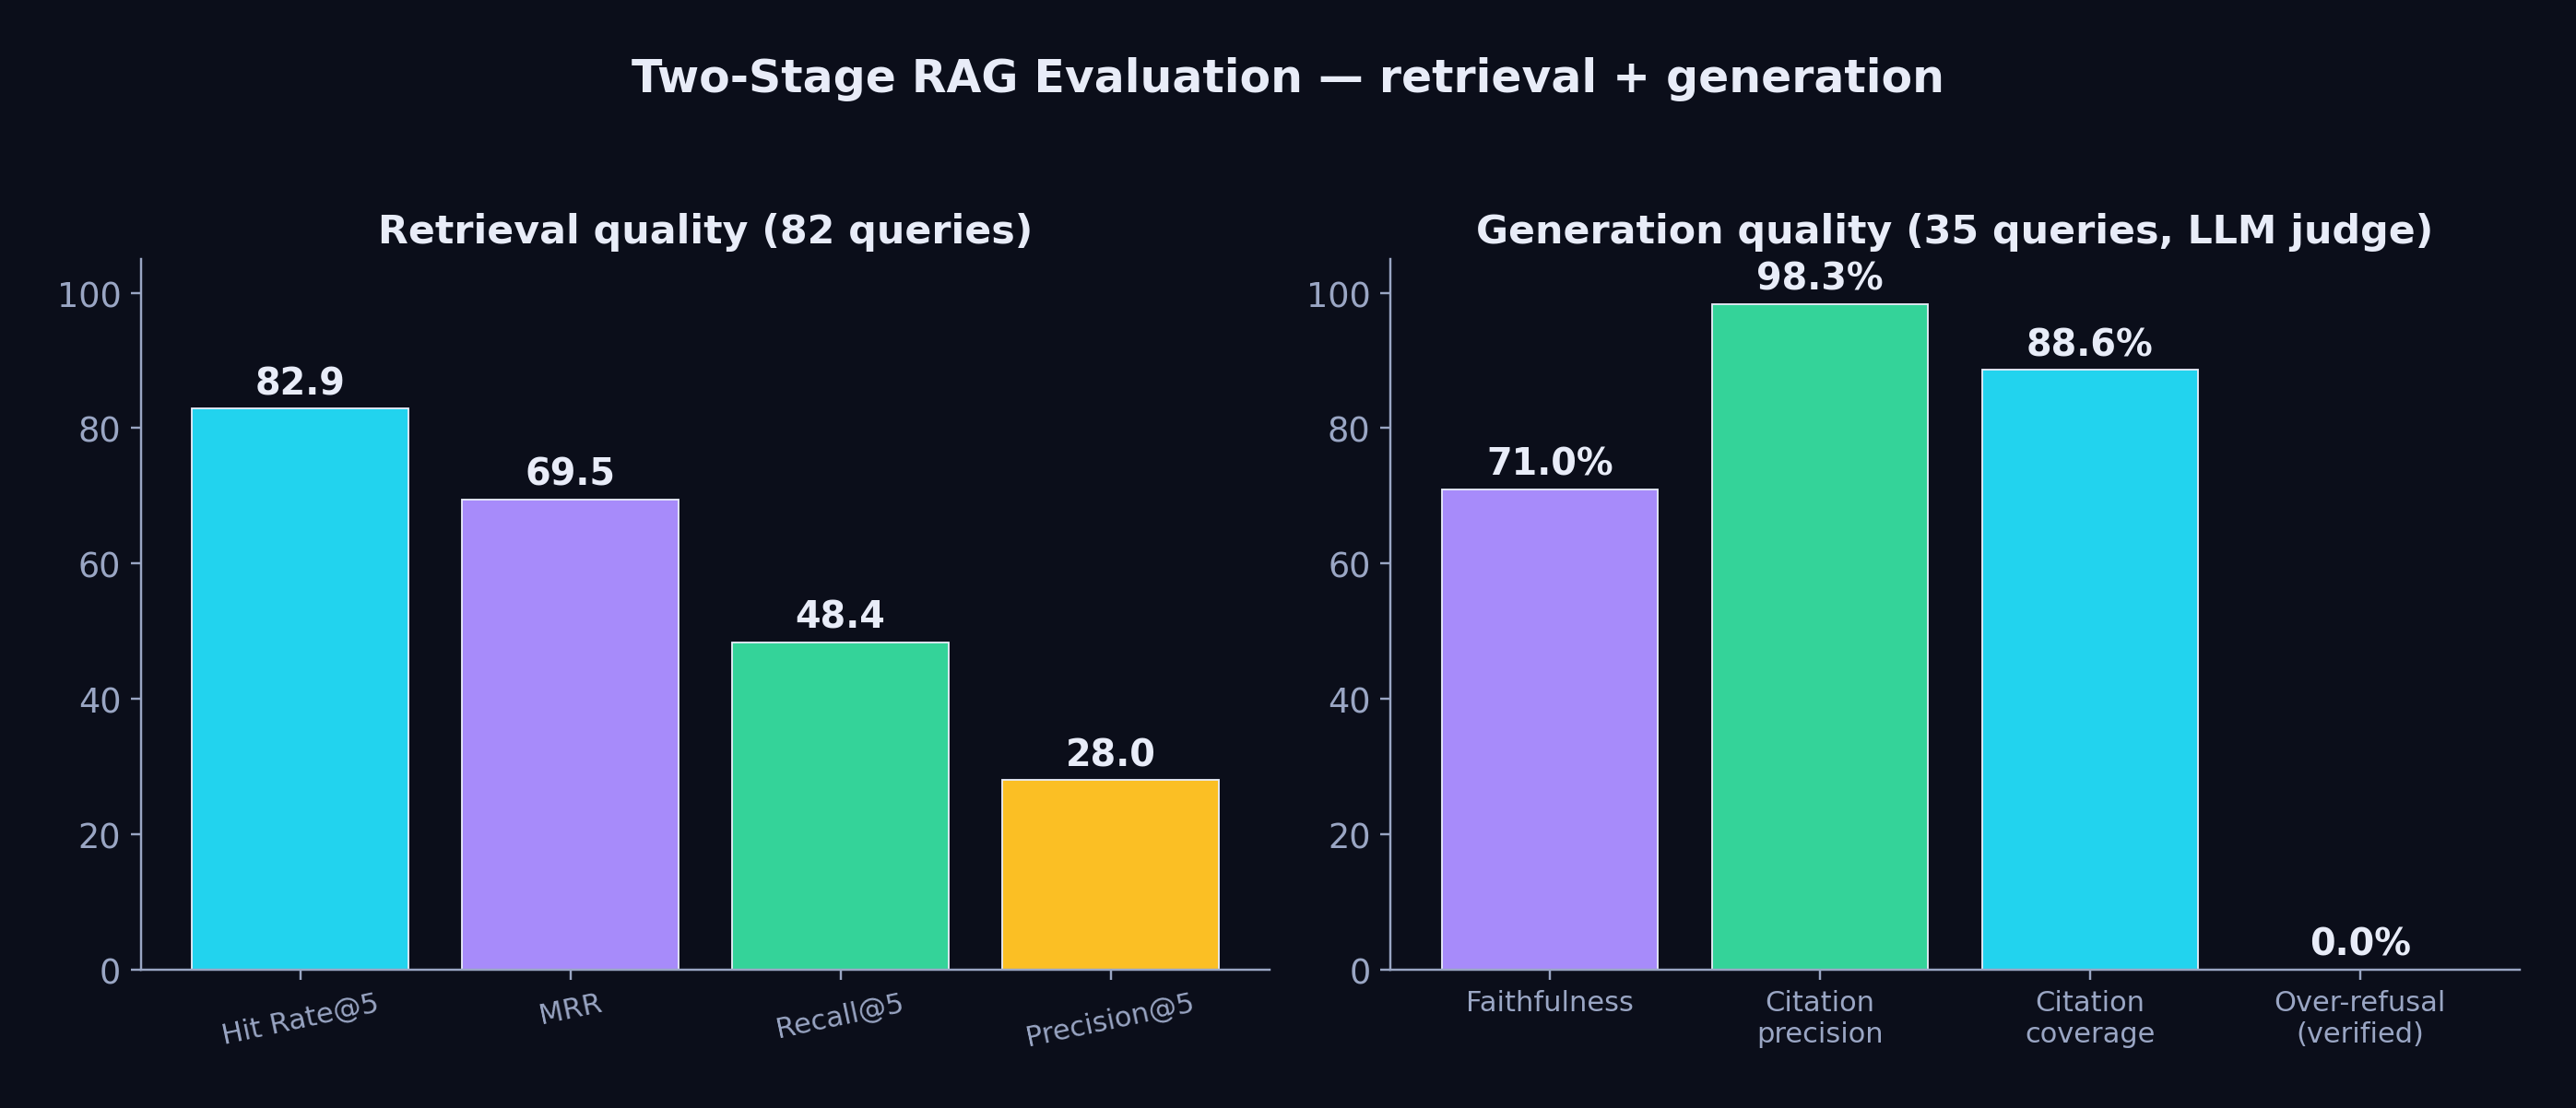 Two-Stage RAG Evaluation — retrieval + generation
Retrieval quality (82 queries)
100
80
60
40
20
0
82.9
69.5
48.4
28.0
Hit Rate@5
MRR
Recall@5
Precision@5
Generation quality (35 queries, LLM judge)
100
80
60
40
20
0
71.0%
98.3%
88.6%
0.0%
Faithfulness
Citation
precision
Citation
coverage
Over-refusal
(verified)